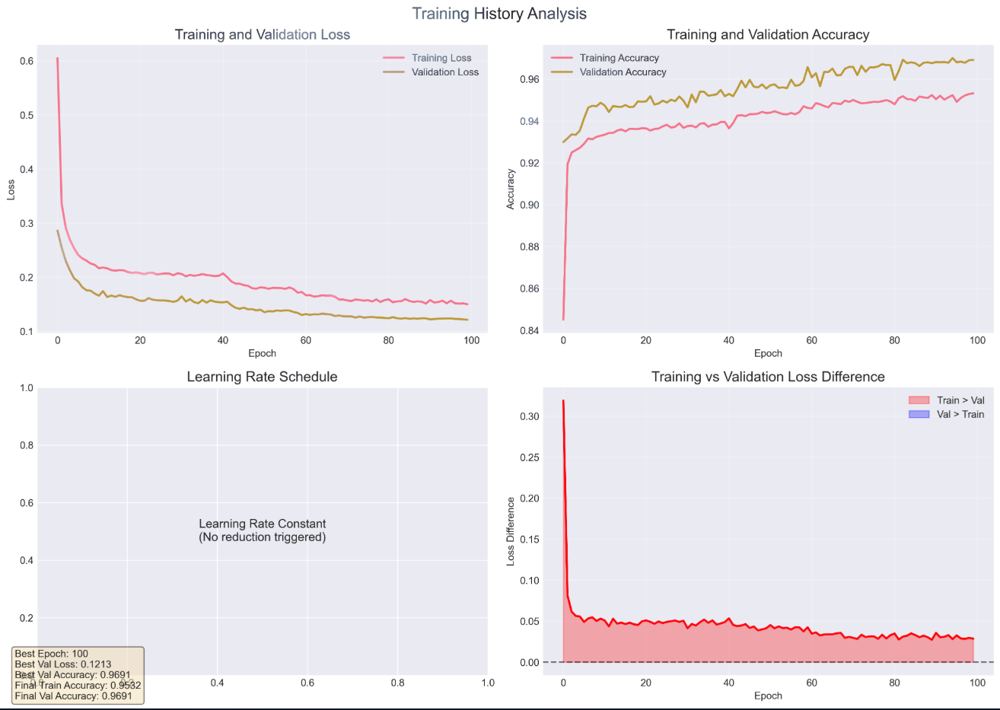 Training History Analysis
Training and Validation Loss
Training Loss
Validation Loss
0.6
0.5
0.4
0.3
0.2
0.1
Loss
0 20 40 60 80 100
Epoch
Training and Validation Accuracy
Training Accuracy
Validation Accuracy
0.96
0.94
0.92
0.90
0.88
0.86
0.84
Accuracy
0 20 40 60 80 100
Epoch
Learning Rate Schedule
1.0
0.8
0.6
0.4
0.2
0.0
Learning Rate Constant
(No reduction triggered)
0.0 0.2 0.4 0.6 0.8 1.0
Best Epoch: 100
Best Val Loss: 0.1213
Best Val Accuracy: 0.9691
Final Train Accuracy: 0.9532
Final Val Accuracy: 0.9691
Training vs Validation Loss Difference
Train > Val
Val > Train
0.30
0.25
0.20
0.15
0.10
0.05
0.00
Loss Difference
0 20 40 60 80 100
Epoch